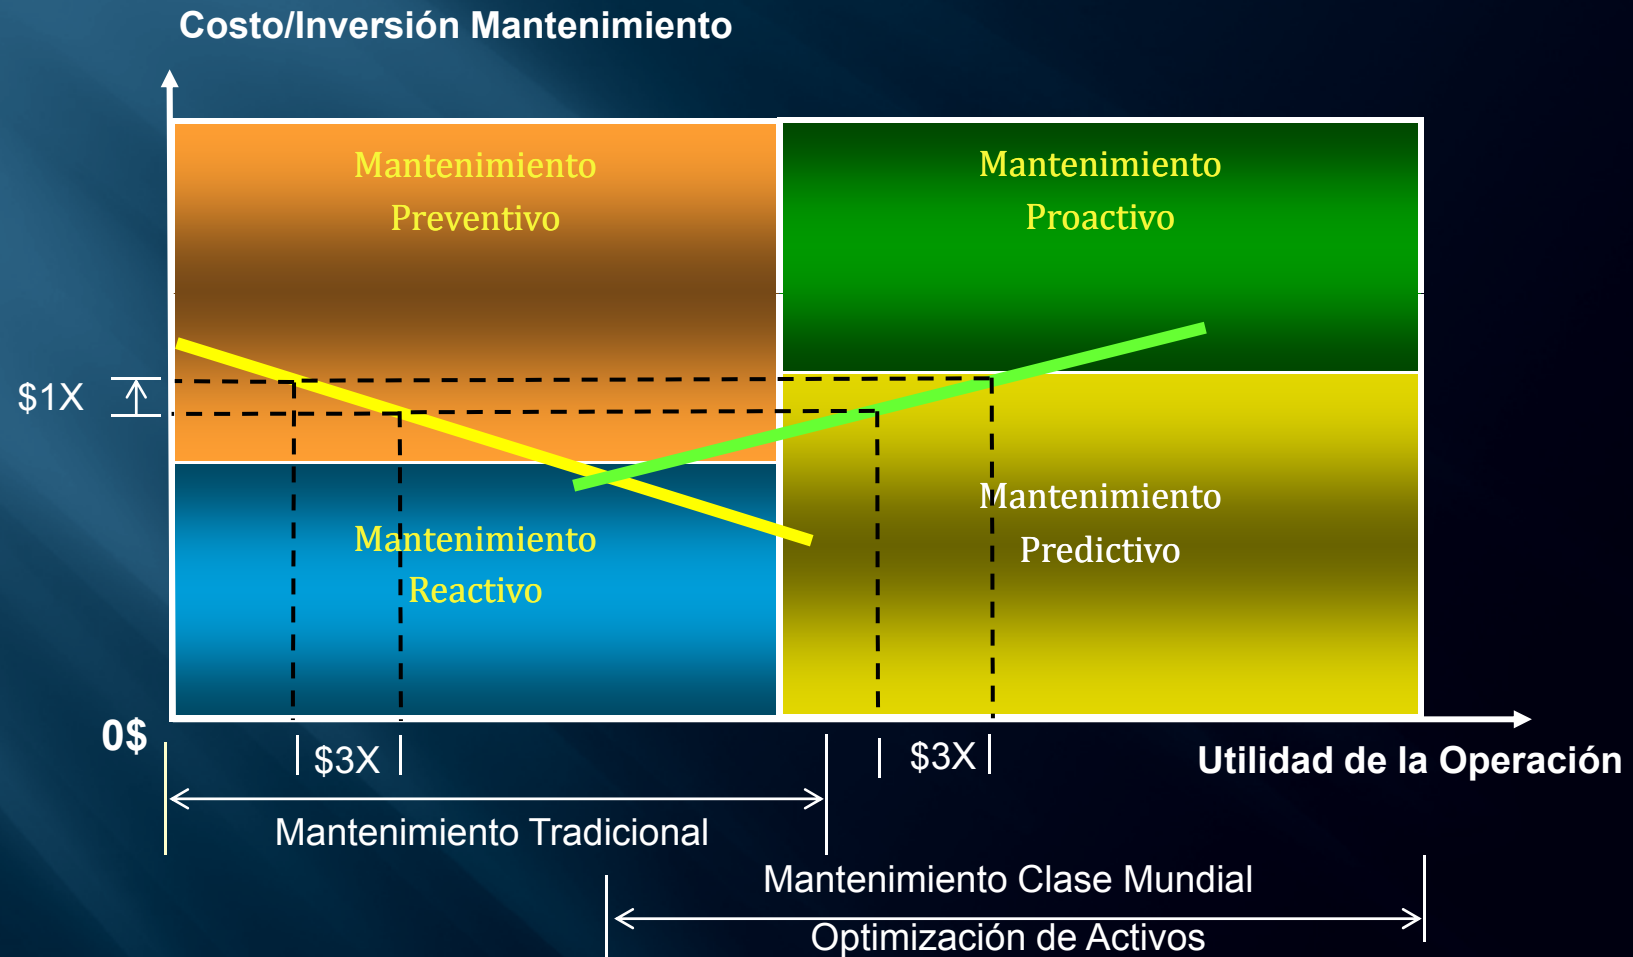 Costo/Inversión Mantenimiento
Mantenimiento
Preventivo
Mantenimiento
Proactivo
$1X
Mantenimiento
Reactivo
Mantenimiento
Predictivo
0$
$3X
$3X
Utilidad de la Operación
Mantenimiento Tradicional
Mantenimiento Clase Mundial
Optimización de Activos